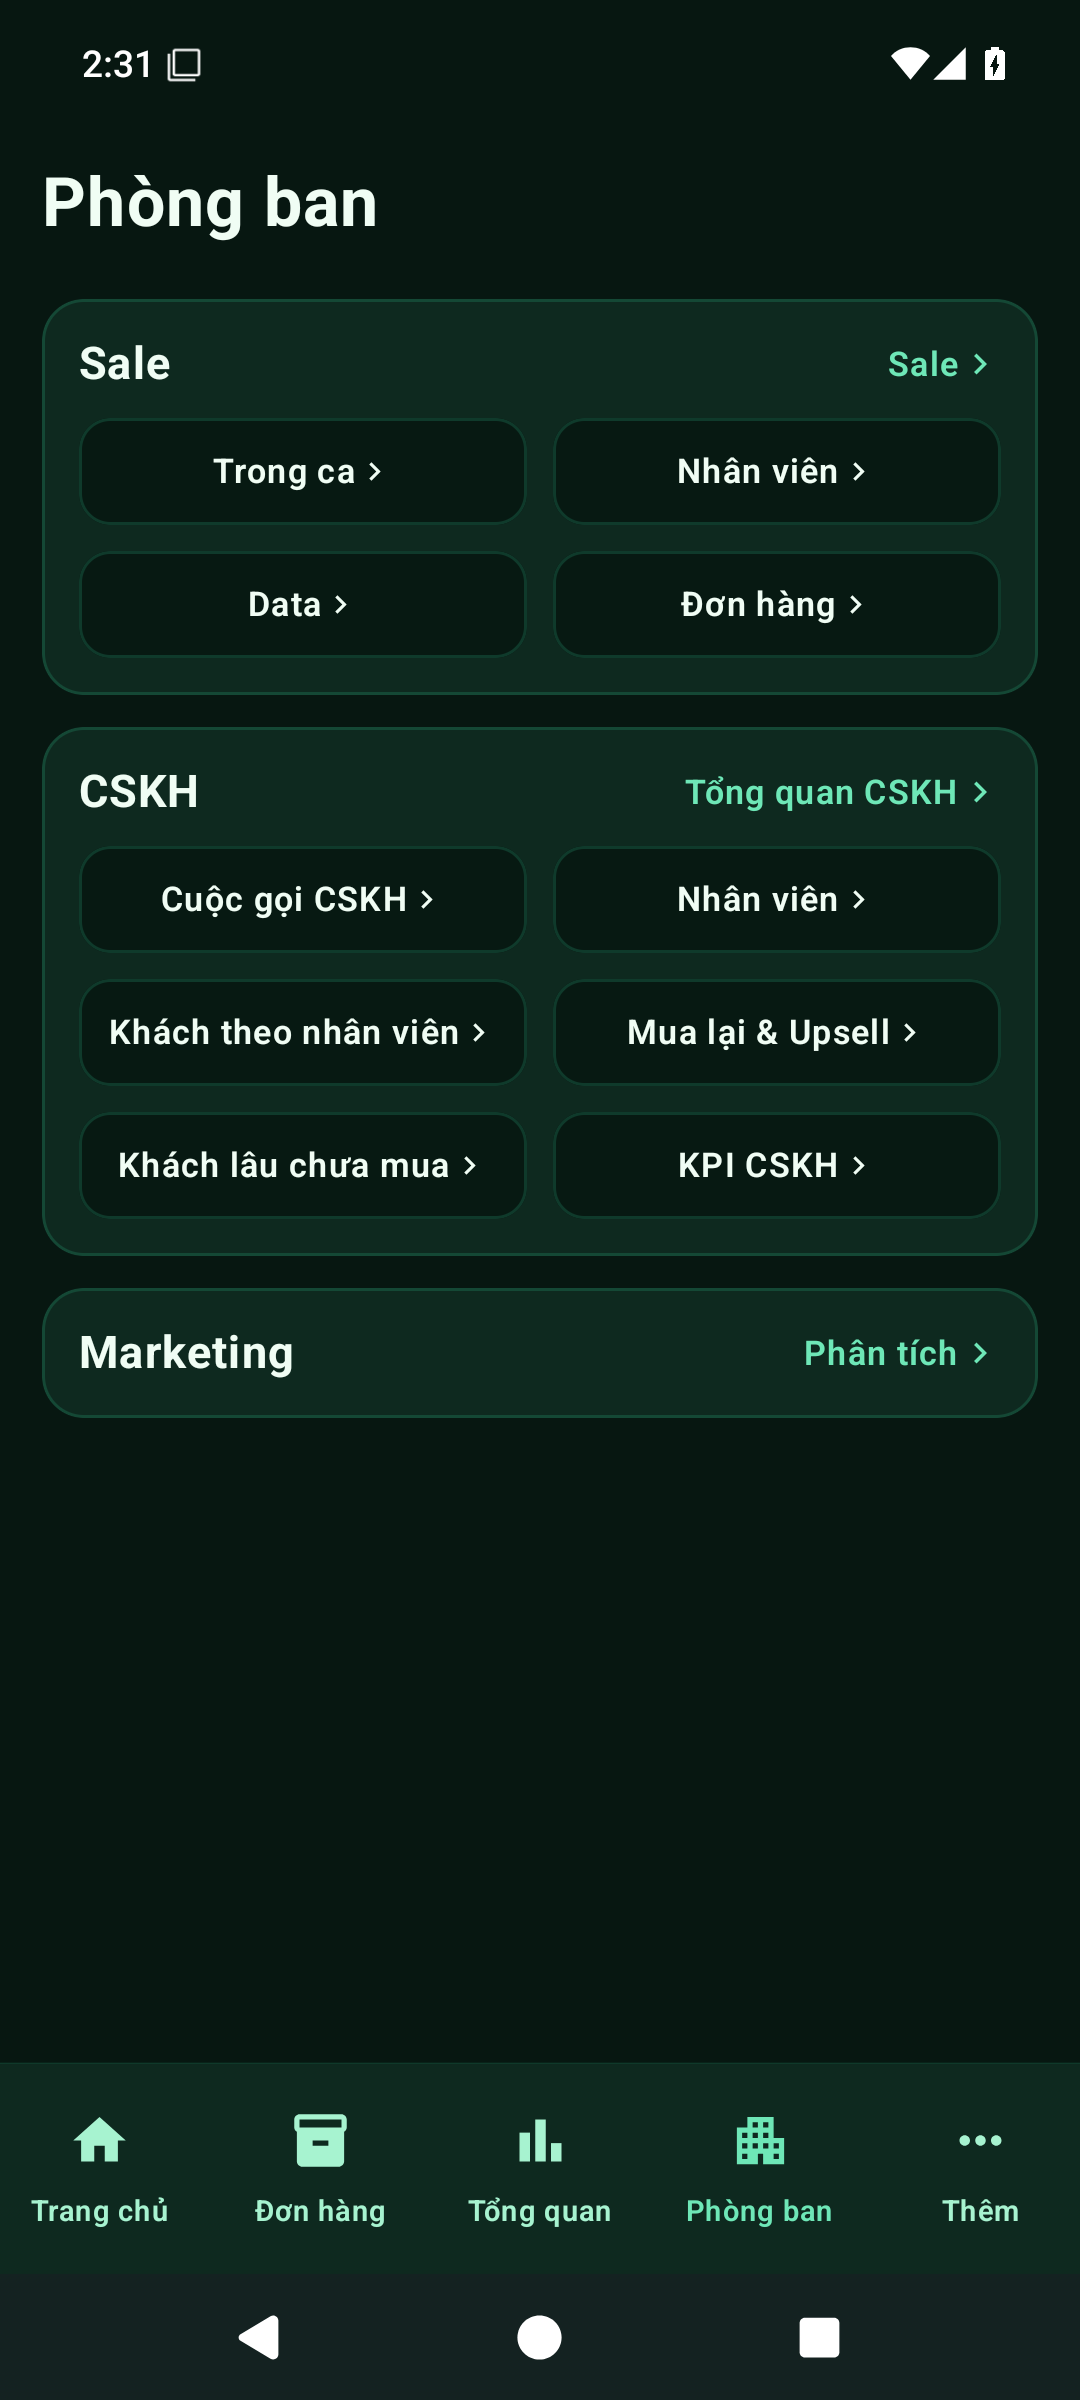 2:31
Phòng ban
Sale
Sale
Trong ca
Nhân viên
Data
Đơn hàng
CSKH
Tổng quan CSKH
Cuộc gọi CSKH
Nhân viên
Khách theo nhân viên
Mua lại & Upsell
Khách lâu chưa mua
KPI CSKH
Marketing
Phân tích
Trang chủ
Đơn hàng
Tổng quan
Phòng ban
Thêm